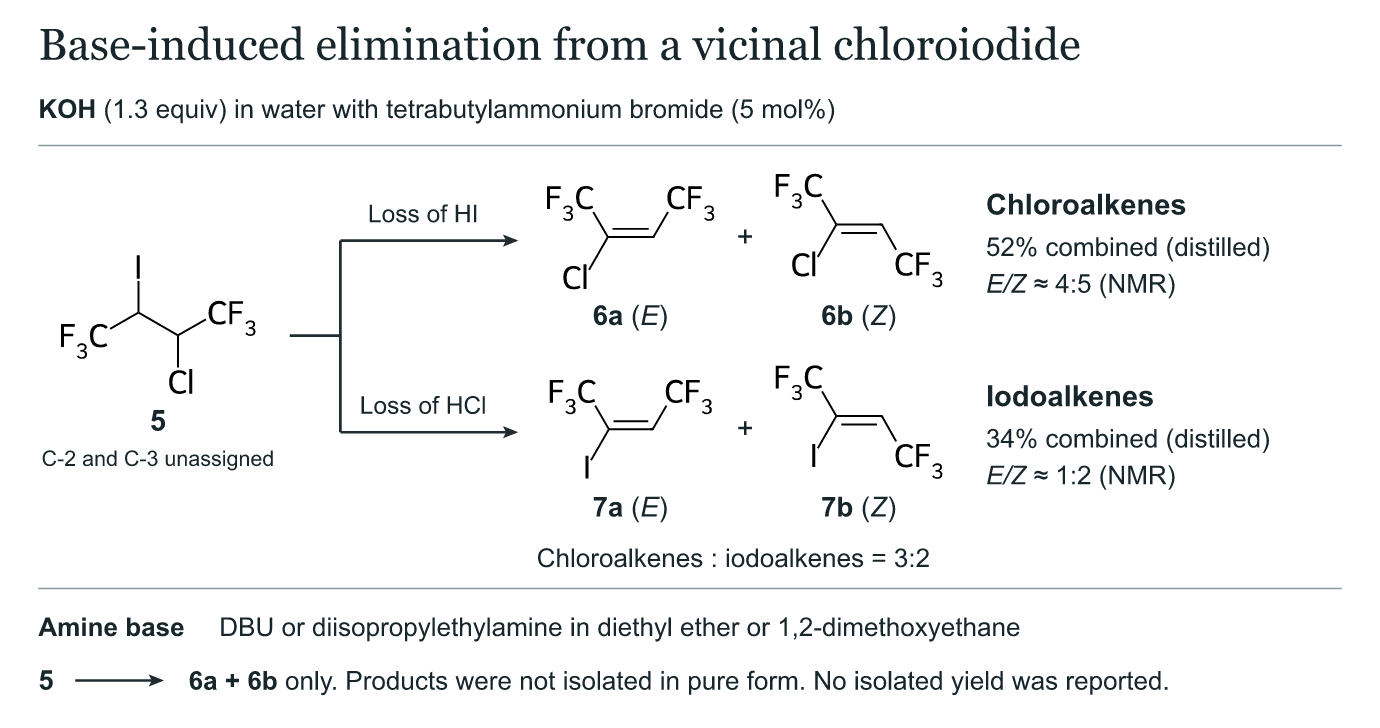 Base-induced elimination from a vicinal chloroiodide
KOH (1.3 equiv) in water with tetrabutylammonium bromide (5 mol%)
I
F3C
CF3
Cl
5
C-2 and C-3 unassigned
Loss of HI
F3C
CF3
Cl
6a (E)
+
F3C
Cl
CF3
6b (Z)
Chloroalkenes
52% combined (distilled)
E/Z ≈ 4:5 (NMR)
Loss of HCl
F3C
CF3
I
7a (E)
+
F3C
I
CF3
7b (Z)
Iodoalkenes
34% combined (distilled)
E/Z ≈ 1:2 (NMR)
Chloroalkenes : iodoalkenes = 3:2
Amine base DBU or diisopropylethylamine in diethyl ether or 1,2-dimethoxyethane
5 ⟶ 6a + 6b only. Products were not isolated in pure form. No isolated yield was reported.